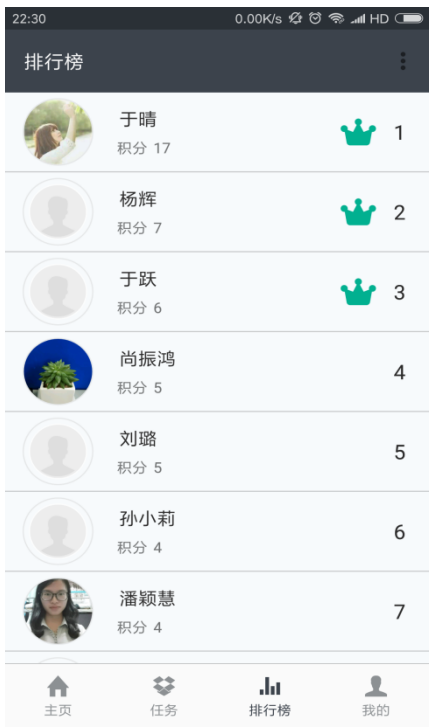 22:30 0.00K/s HD
排行榜
于晴
积分 17
1
杨辉
积分 7
2
于跃
积分 6
3
尚振鸿
积分 5
4
刘璐
积分 5
5
孙小莉
积分 4
6
潘颖慧
积分 4
7
主页 任务 排行榜 我的